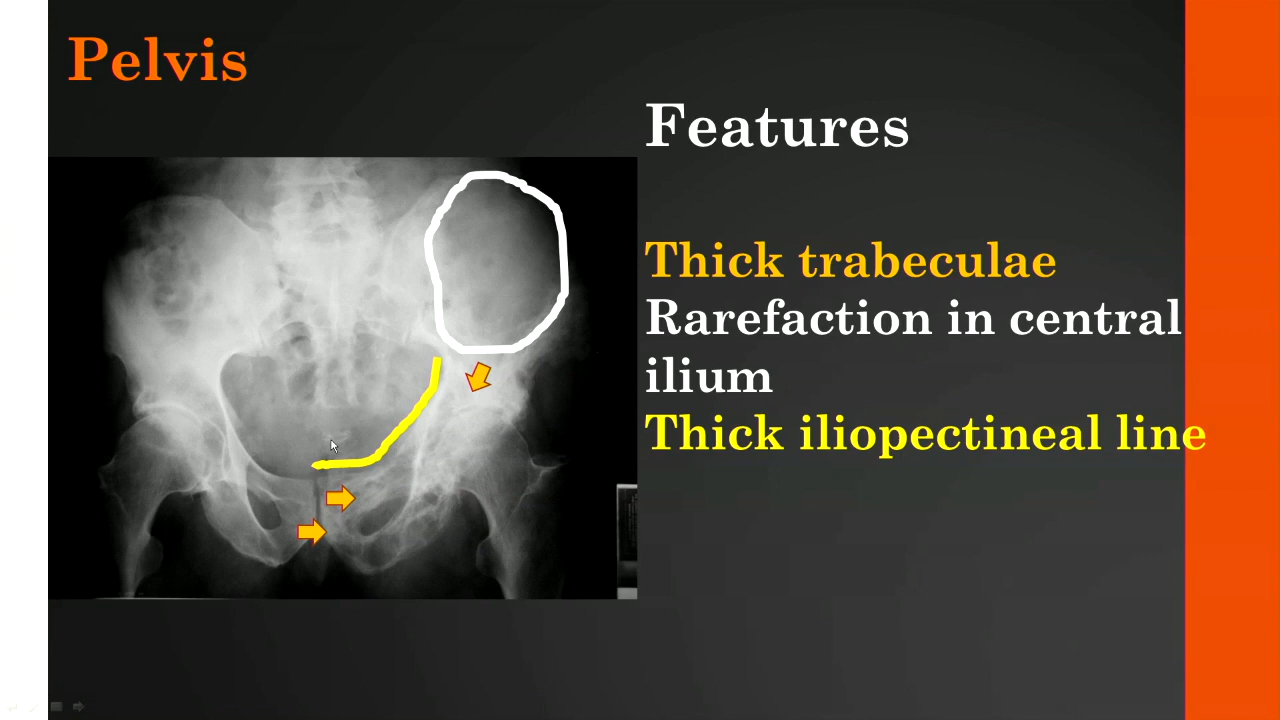 Pelvis
Features
Thick trabeculae
Rarefaction in central
ilium
Thick iliopectineal line